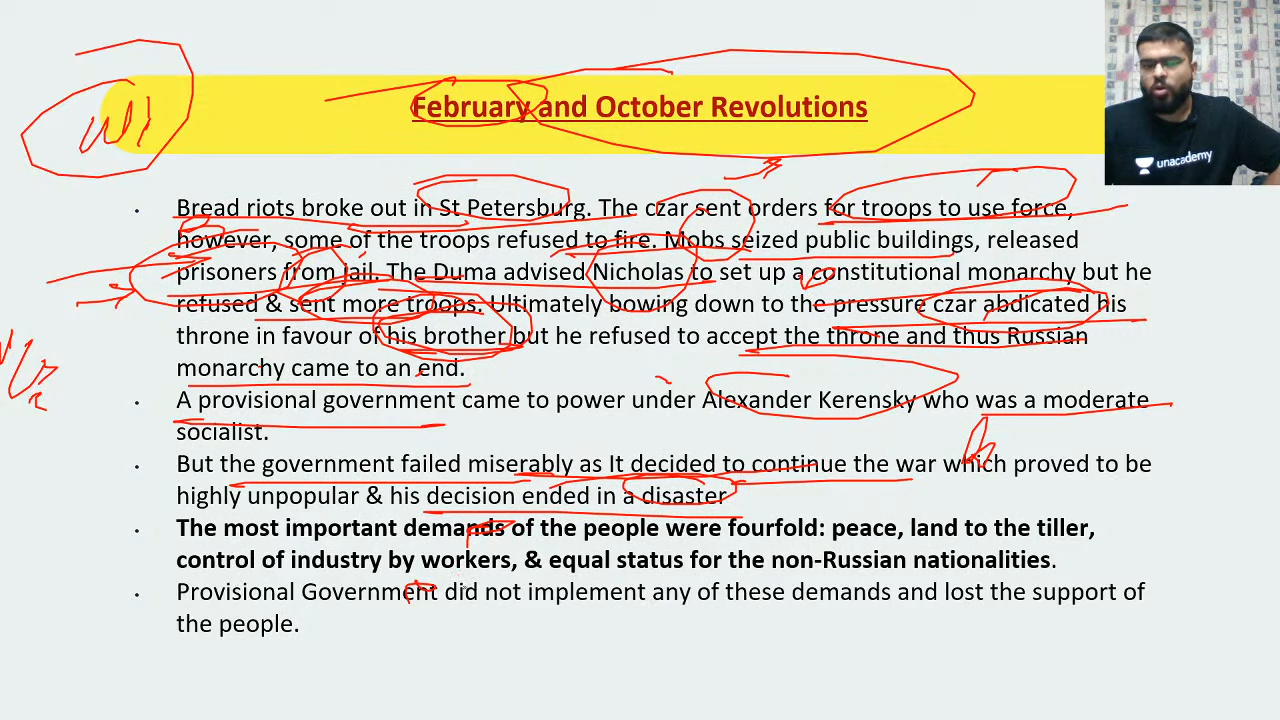 February and October Revolutions
unacademy
Bread riots broke out in St Petersburg. The czar sent orders for troops to use force,
however, some of the troops refused to fire. Mobs seized public buildings, released
prisoners from jail. The Duma advised Nicholas to set up a constitutional monarchy but he
refused & sent more troops. Ultimately bowing down to the pressure czar abdicated his
throne in favour of his brother but he refused to accept the throne and thus Russian
monarchy came to an end.
A provisional government came to power under Alexander Kerensky who was a moderate
socialist.
But the government failed miserably as It decided to continue the war which proved to be
highly unpopular & his decision ended in a disaster
The most important demands of the people were fourfold: peace, land to the tiller,
control of industry by workers, & equal status for the non-Russian nationalities.
Provisional Government did not implement any of these demands and lost the support of
the people.